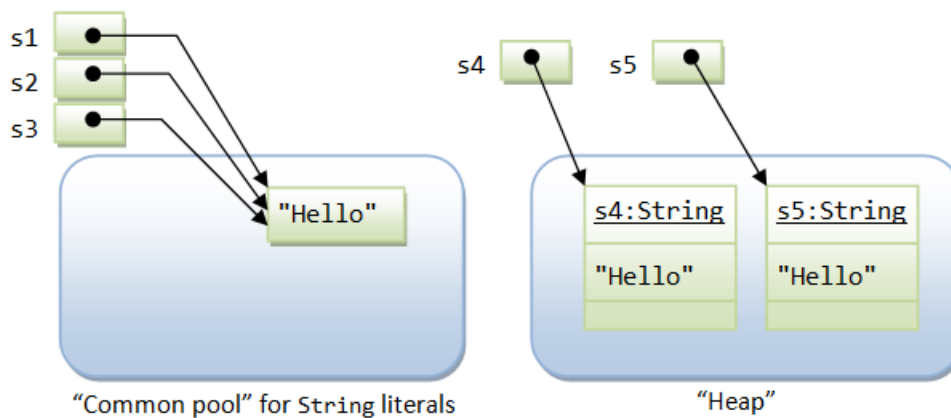 s1
s2
s3
s4
s5
"Hello"
s4:String
"Hello"
s5:String
"Hello"
“Common pool” for String literals
“Heap”